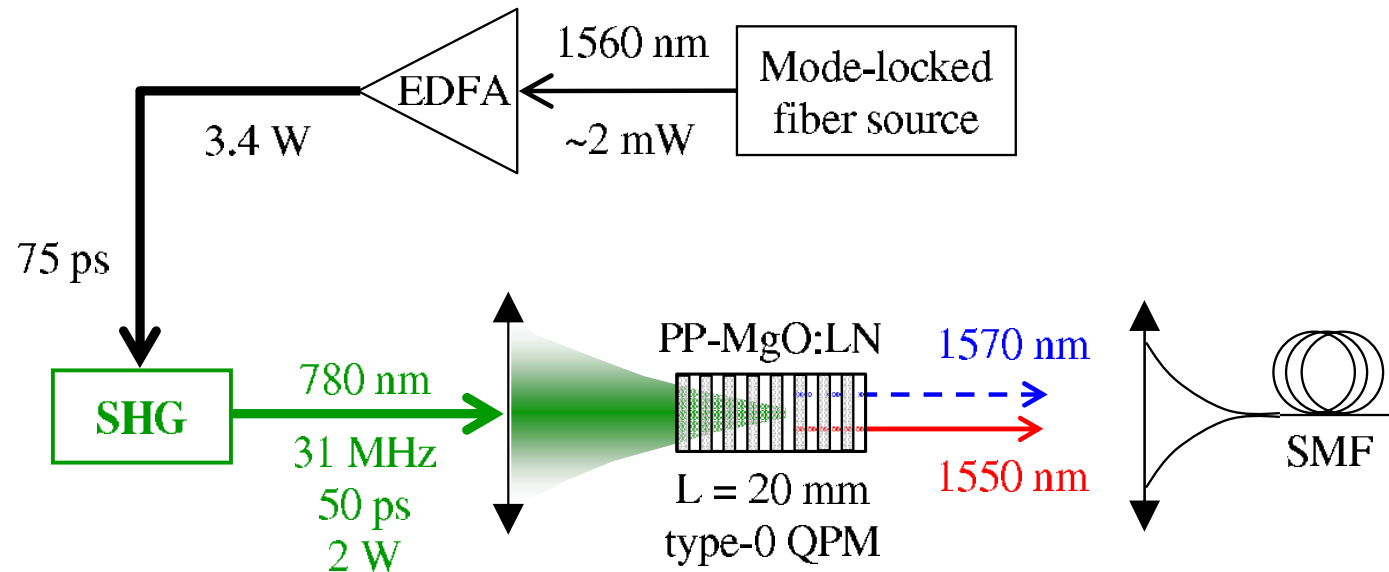 1560 nm
Mode-locked
fiber source
EDFA
~2 mW
3.4 W
75 ps
SHG
780 nm
31 MHz
50 ps
2 W
PP-MgO:LN
L = 20 mm
type-0 QPM
1570 nm
1550 nm
SMF